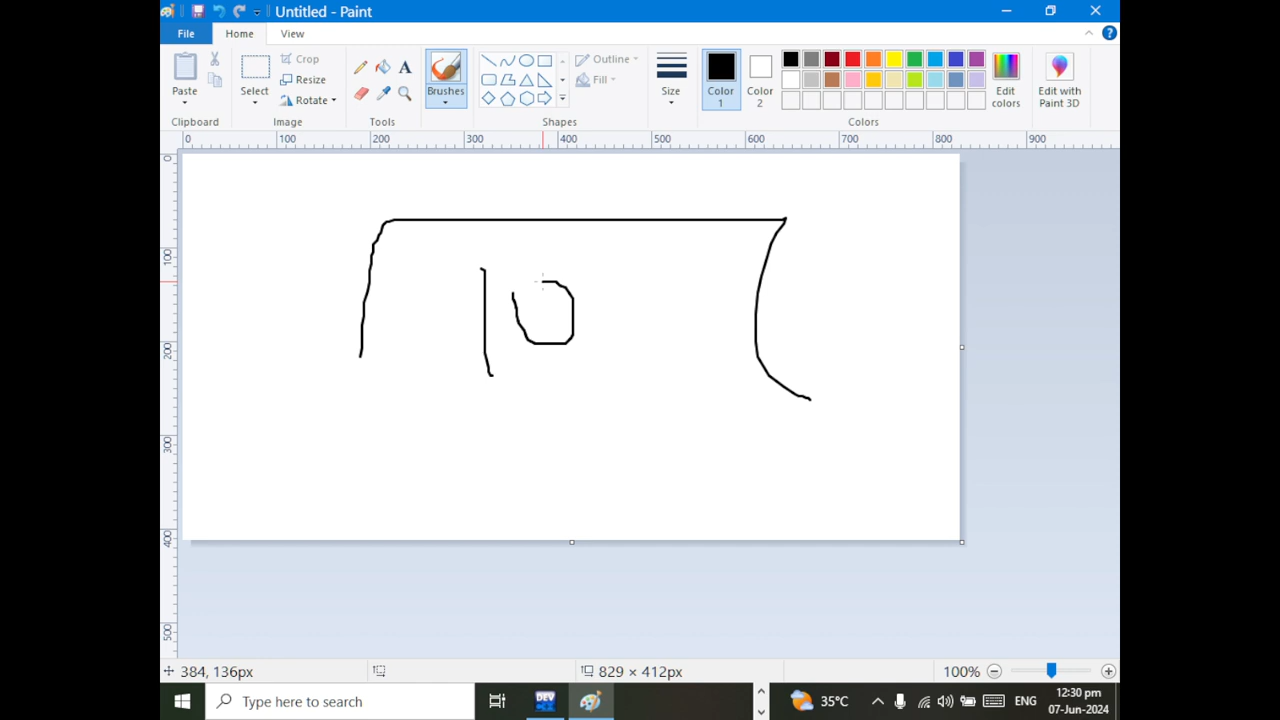 Untitled - Paint
File Home View
Paste Select Crop Resize Rotate Brushes Outline Fill Size Color 1 Color 2 Edit colors Edit with Paint 3D
Clipboard Image Tools Shapes Colors
0 100 200 300 400 500 600 700 800 900
0
100
200
300
400
500
10
384, 136px 829 × 412px 100%
Type here to search DEV 35°C ENG 12:30 pm
07-Jun-2024